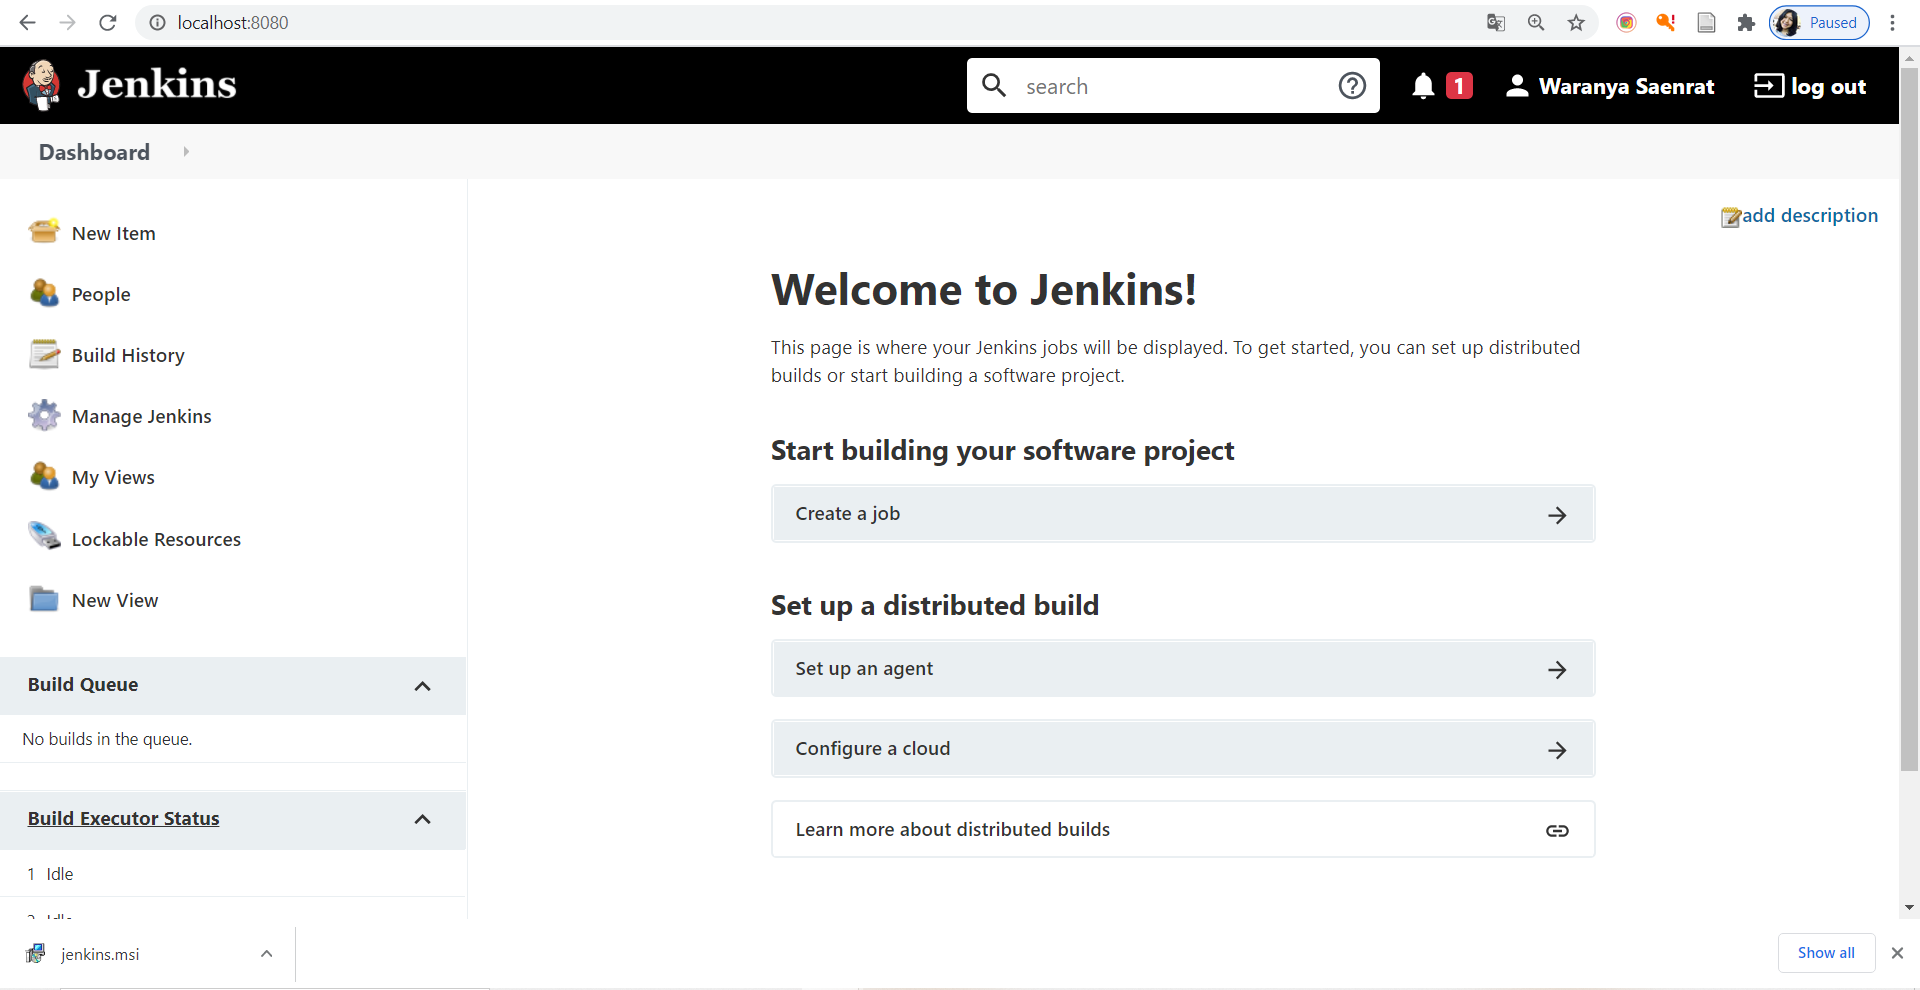 localhost:8080
Paused
Jenkins
search
1
Waranya Saenrat
log out
Dashboard
add description
New Item
People
Build History
Manage Jenkins
My Views
Lockable Resources
New View
Build Queue
No builds in the queue.
Build Executor Status
1 Idle
Welcome to Jenkins!
This page is where your Jenkins jobs will be displayed. To get started, you can set up distributed
builds or start building a software project.
Start building your software project
Create a job
Set up a distributed build
Set up an agent
Configure a cloud
Learn more about distributed builds
jenkins.msi
Show all